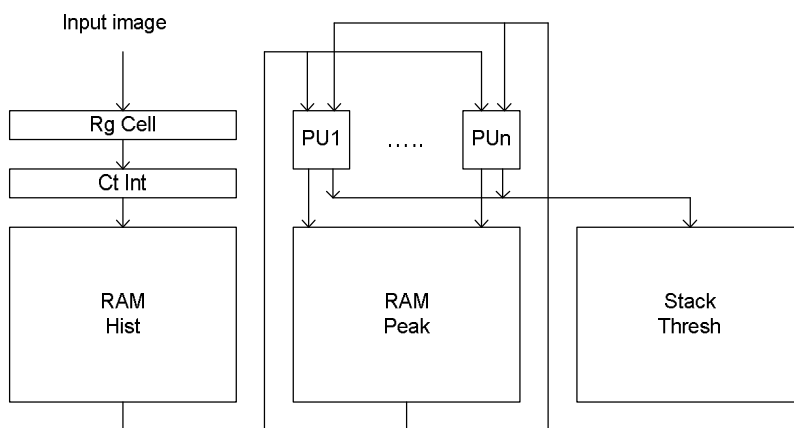 Input image
Rg Cell
Ct Int
RAM
Hist
PU1
.....
PUn
RAM
Peak
Stack
Thresh